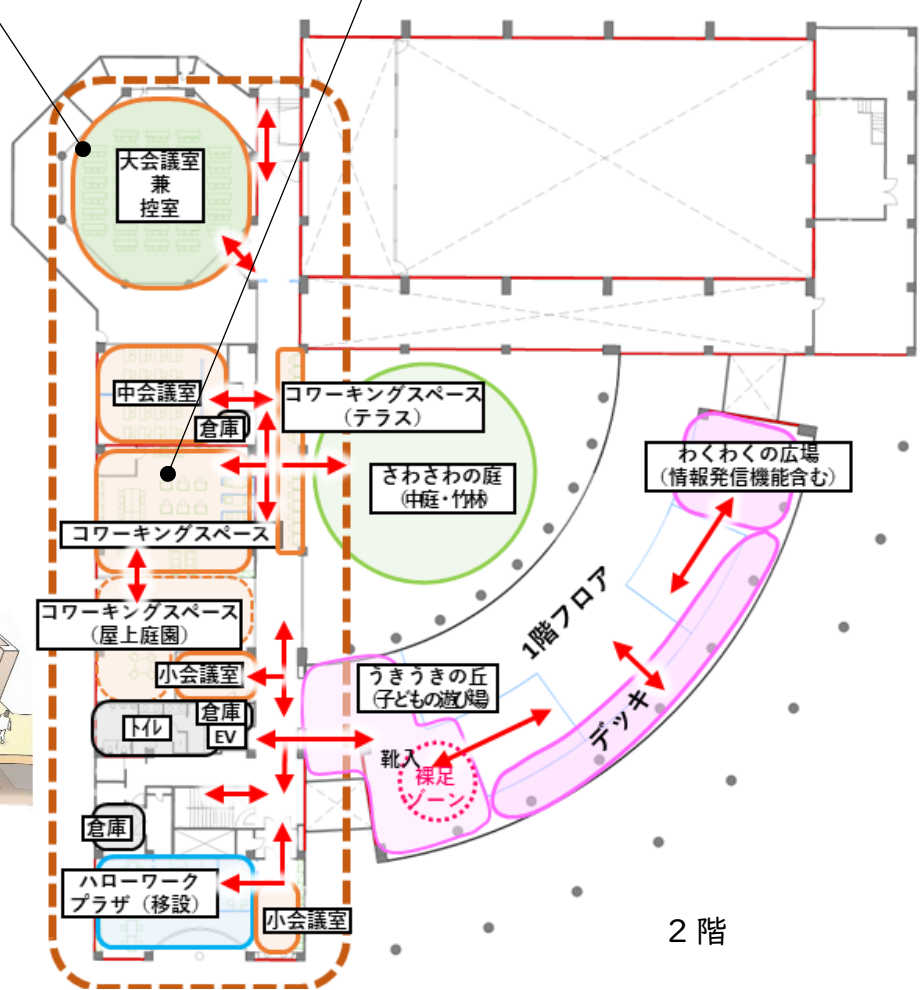 大会議室
兼
控室
中会議室
倉庫
コワーキングスペース
（テラス）
さわさわの庭
（中庭・竹林）
わくわくの広場
（情報発信機能含む）
コワーキングスペース
コワーキングスペース
（屋上庭園）
1階フロア
小会議室
うきうきの丘
（子どもの遊び場）
倉庫
トイレ
EV
靴入
裸足
ゾーン
デッキ
倉庫
ハローワーク
プラザ（移設）
小会議室
2階